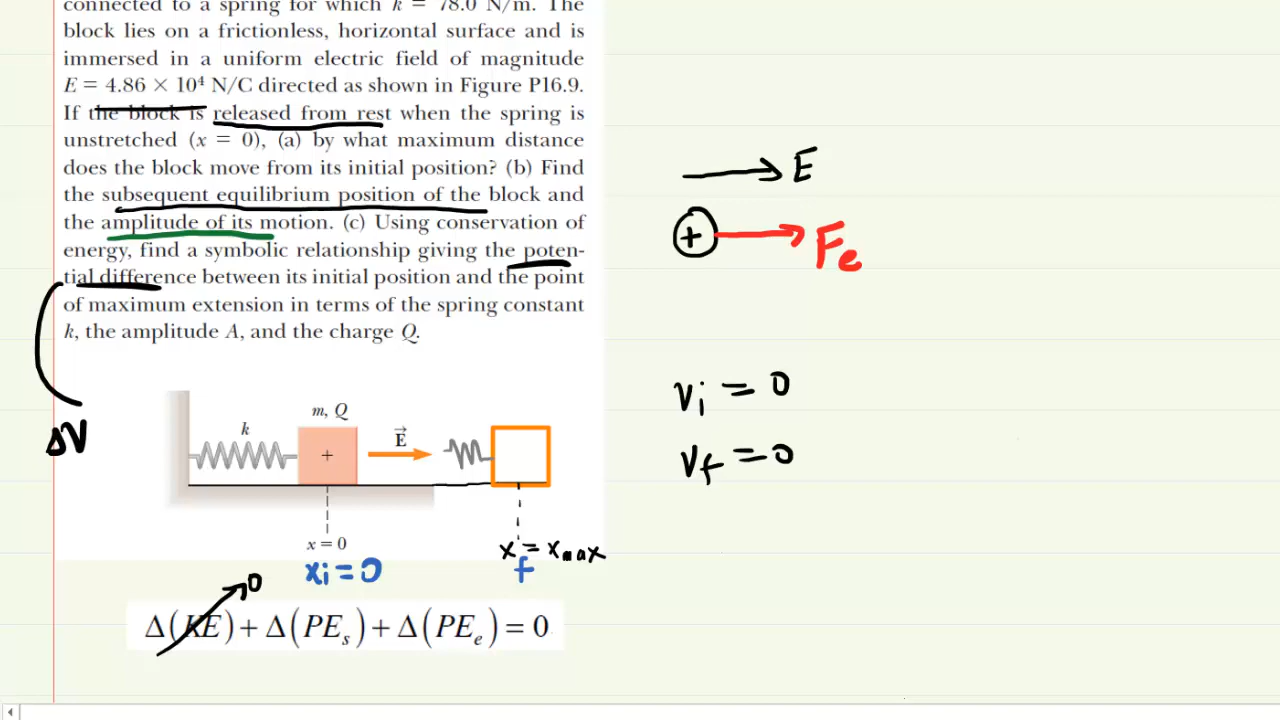 connected to a spring for which k = 78.0 N/m. The
block lies on a frictionless, horizontal surface and is
immersed in a uniform electric field of magnitude
E = 4.86 × 10⁴ N/C directed as shown in Figure P16.9.
If the block is released from rest when the spring is
unstretched (x = 0), (a) by what maximum distance
does the block move from its initial position? (b) Find
the subsequent equilibrium position of the block and
the amplitude of its motion. (c) Using conservation of
energy, find a symbolic relationship giving the poten-
tial difference between its initial position and the point
of maximum extension in terms of the spring constant
k, the amplitude A, and the charge Q.
E
+
Fe
vi = 0
vf = 0
ΔV
m, Q
k
E⃗
+
x = 0
x = xmax
xi = 0
f
0
Δ(KE) + Δ(PEₛ) + Δ(PEₑ) = 0